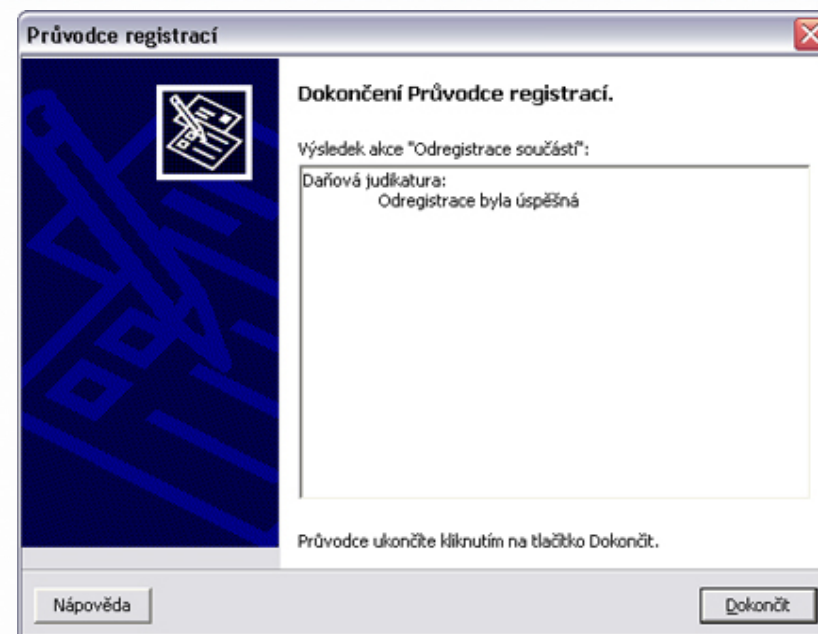 Průvodce registrací
Dokončení Průvodce registrací.
Výsledek akce "Odregistrace součásti":
Daňová judikatura:
Odregistrace byla úspěšná
Průvodce ukončíte kliknutím na tlačítko Dokončit.
Nápověda
Dokončit